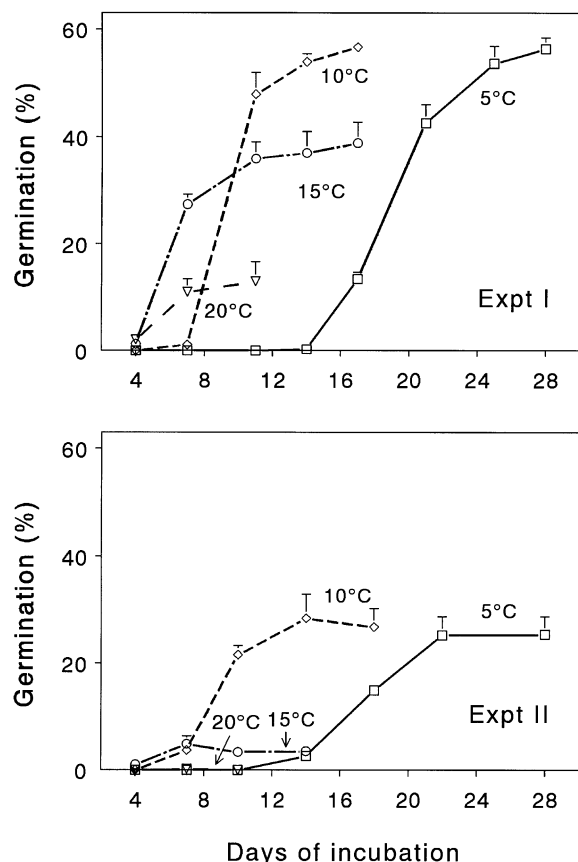 Germination (%)
60
40
20
0
10°C
5°C
15°C
20°C
Expt I
4 8 12 16 20 24 28
Germination (%)
60
40
20
0
10°C
5°C
20°C 15°C
Expt II
4 8 12 16 20 24 28
Days of incubation